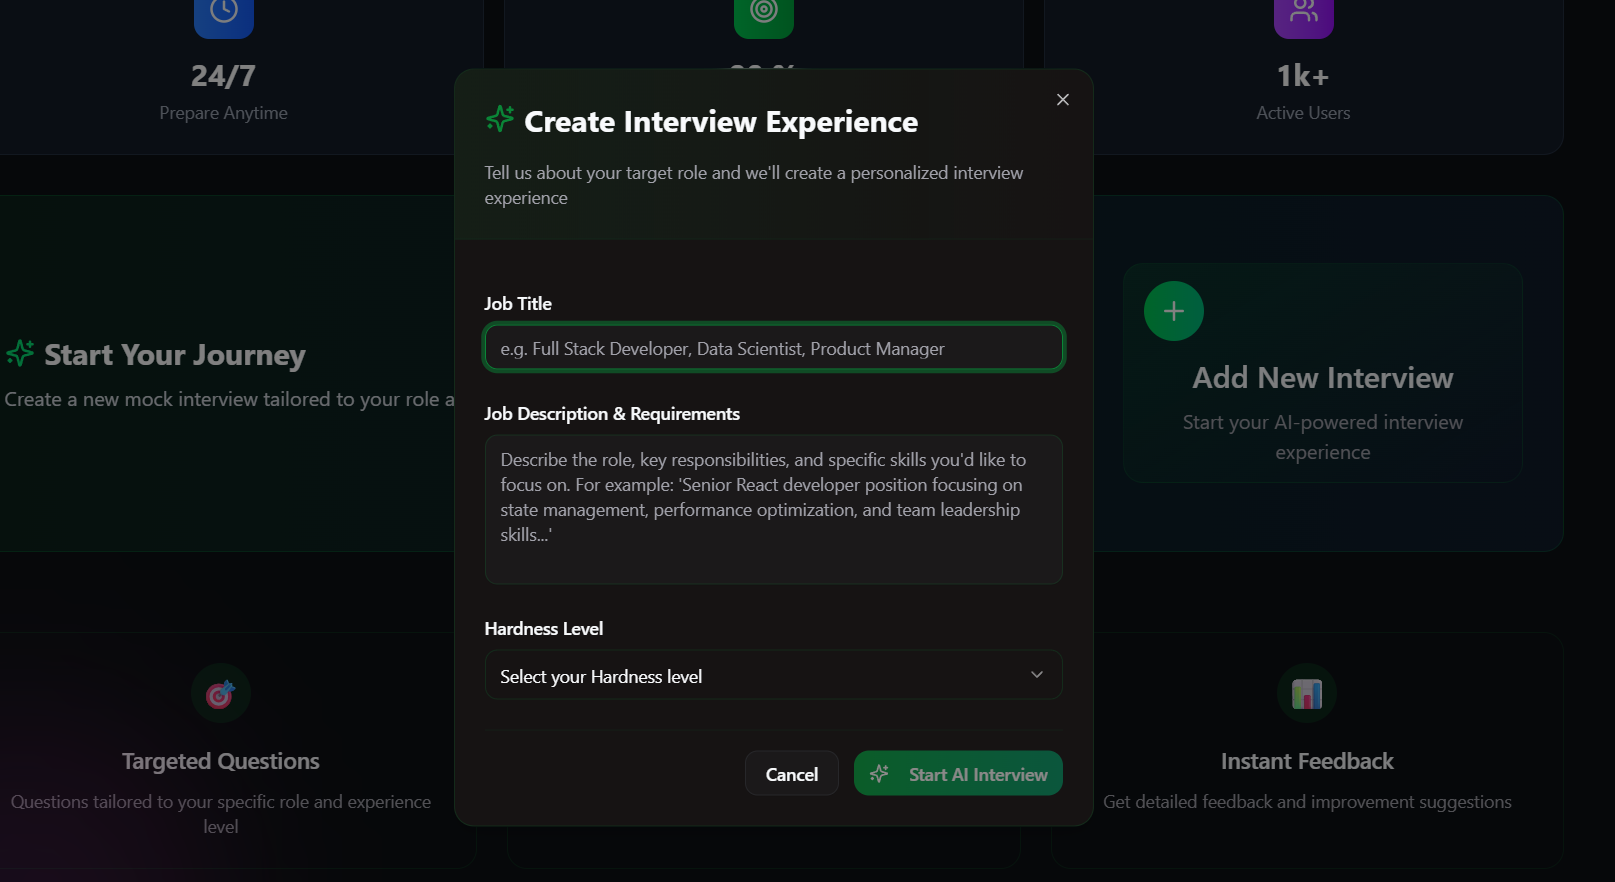 24/7
Prepare Anytime
1k+
Active Users
Create Interview Experience
Tell us about your target role and we'll create a personalized interview
experience
Job Title
e.g. Full Stack Developer, Data Scientist, Product Manager
Job Description & Requirements
Describe the role, key responsibilities, and specific skills you'd like to
focus on. For example: 'Senior React developer position focusing on
state management, performance optimization, and team leadership
skills...'
Hardness Level
Select your Hardness level
Cancel
Start AI Interview
Start Your Journey
Create a new mock interview tailored to your role
Add New Interview
Start your AI-powered interview
experience
Targeted Questions
Questions tailored to your specific role and experience
level
Instant Feedback
Get detailed feedback and improvement suggestions